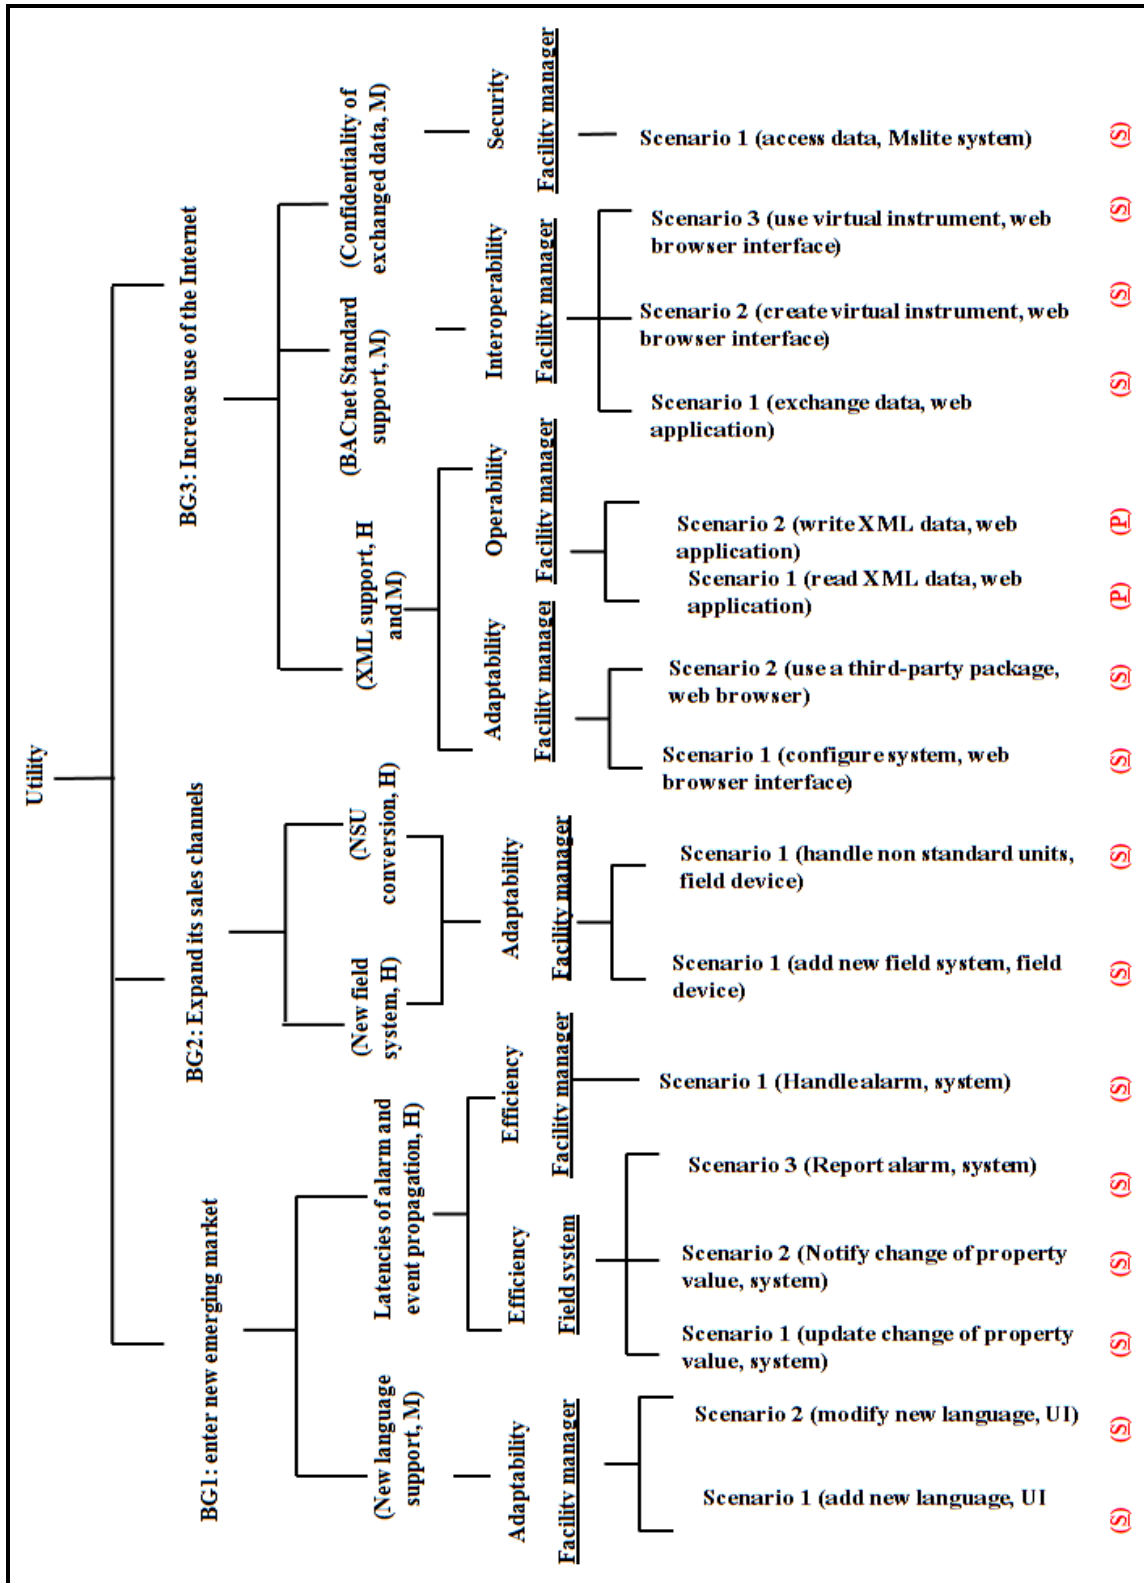 Utility
BG1: enter new emerging market
BG2: Expand its sales channels
BG3: Increase use of the Internet
(New language
support, M)
Latencies of alarm and
event propagation, H)
(New field
system, H)
(NSU
conversion, H)
(XML support, H
and M)
(BACnet Standard
support, M)
(Confidentiality of
exchanged data, M)
Adaptability
Efficiency
Efficiency
Adaptability
Adaptability
Operability
Interoperability
Security
Facility manager
Field system
Facility manager
Facility manager
Facility manager
Facility manager
Facility manager
Facility manager
Scenario 1 (access data, Mslite system)
(S)
Scenario 3 (use virtual instrument, web
browser interface)
(S)
Scenario 2 (create virtual instrument, web
browser interface)
(S)
Scenario 1 (exchange data, web
application)
(S)
Scenario 2 (write XML data, web
application)
(P)
Scenario 1 (read XML data, web
application)
(P)
Scenario 2 (use a third-party package,
web browser)
(S)
Scenario 1 (configure system, web
browser interface)
(S)
Scenario 1 (handle non standard units,
field device)
(S)
Scenario 1 (add new field system, field
device)
(S)
Scenario 1 (Handle alarm, system)
(S)
Scenario 3 (Report alarm, system)
(S)
Scenario 2 (Notify change of property
value, system)
(S)
Scenario 1 (update change of property
value, system)
(S)
Scenario 2 (modify new language, UI)
(S)
Scenario 1 (add new language, UI
(S)